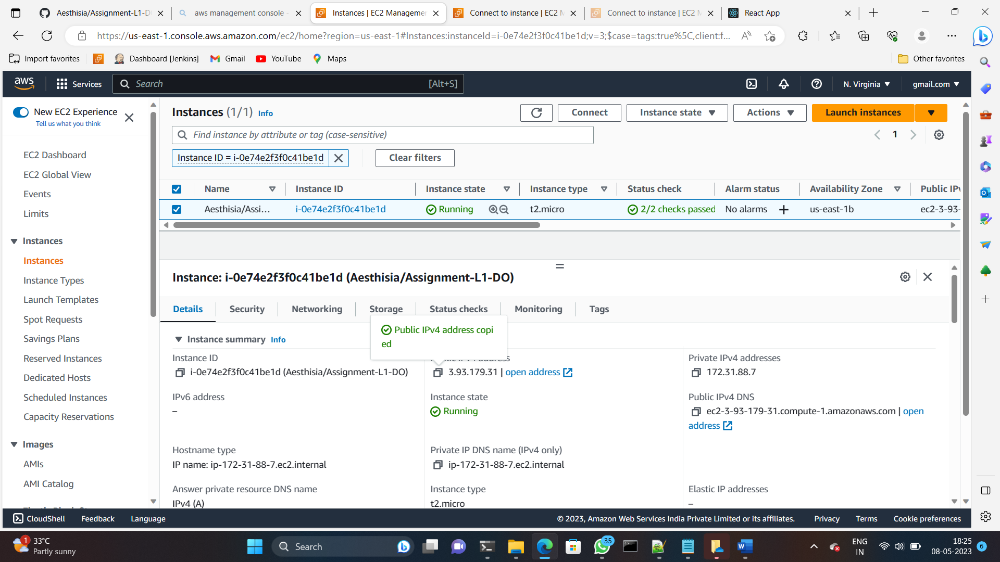 Aesthisia/Assignment-L1-D
aws management console -
Instances | EC2 Managemen
Connect to instance | EC2 M
Connect to instance | EC2 M
React App
https://us-east-1.console.aws.amazon.com/ec2/home?region=us-east-1#Instances:instanceId=i-0e74e2f3f0c41be1d;v=3;$case=tags:true%5C,client:f...
Import favorites
Dashboard [Jenkins]
Gmail
YouTube
Maps
Other favorites
aws
Services
Search
[Alt+S]
N. Virginia
gmail.com
New EC2 Experience
Tell us what you think
EC2 Dashboard
EC2 Global View
Events
Limits
Instances
Instances
Instance Types
Launch Templates
Spot Requests
Savings Plans
Reserved Instances
Dedicated Hosts
Scheduled Instances
Capacity Reservations
Images
AMIs
AMI Catalog
Instances (1/1) Info
Connect
Instance state
Actions
Launch instances
Find instance by attribute or tag (case-sensitive)
1
Instance ID = i-0e74e2f3f0c41be1d
Clear filters
Name
Instance ID
Instance state
Instance type
Status check
Alarm status
Availability Zone
Public IPv
Aesthisia/Assi...
i-0e74e2f3f0c41be1d
Running
t2.micro
2/2 checks passed
No alarms
us-east-1b
ec2-3-93-
Instance: i-0e74e2f3f0c41be1d (Aesthisia/Assignment-L1-DO)
Details
Security
Networking
Storage
Status checks
Monitoring
Tags
Public IPv4 address copi
ed
Instance summary Info
Instance ID
i-0e74e2f3f0c41be1d (Aesthisia/Assignment-L1-DO)
3.93.179.31 | open address
Private IPv4 addresses
172.31.88.7
IPv6 address
–
Instance state
Running
Public IPv4 DNS
ec2-3-93-179-31.compute-1.amazonaws.com | open
address
Hostname type
IP name: ip-172-31-88-7.ec2.internal
Private IP DNS name (IPv4 only)
ip-172-31-88-7.ec2.internal
Answer private resource DNS name
IPv4 (A)
Instance type
t2.micro
Elastic IP addresses
–
CloudShell
Feedback
Language
© 2023, Amazon Web Services India Private Limited or its affiliates.
Privacy
Terms
Cookie preferences
1
33°C
Partly sunny
Search
35
ENG
IN
18:25
08-05-2023
6